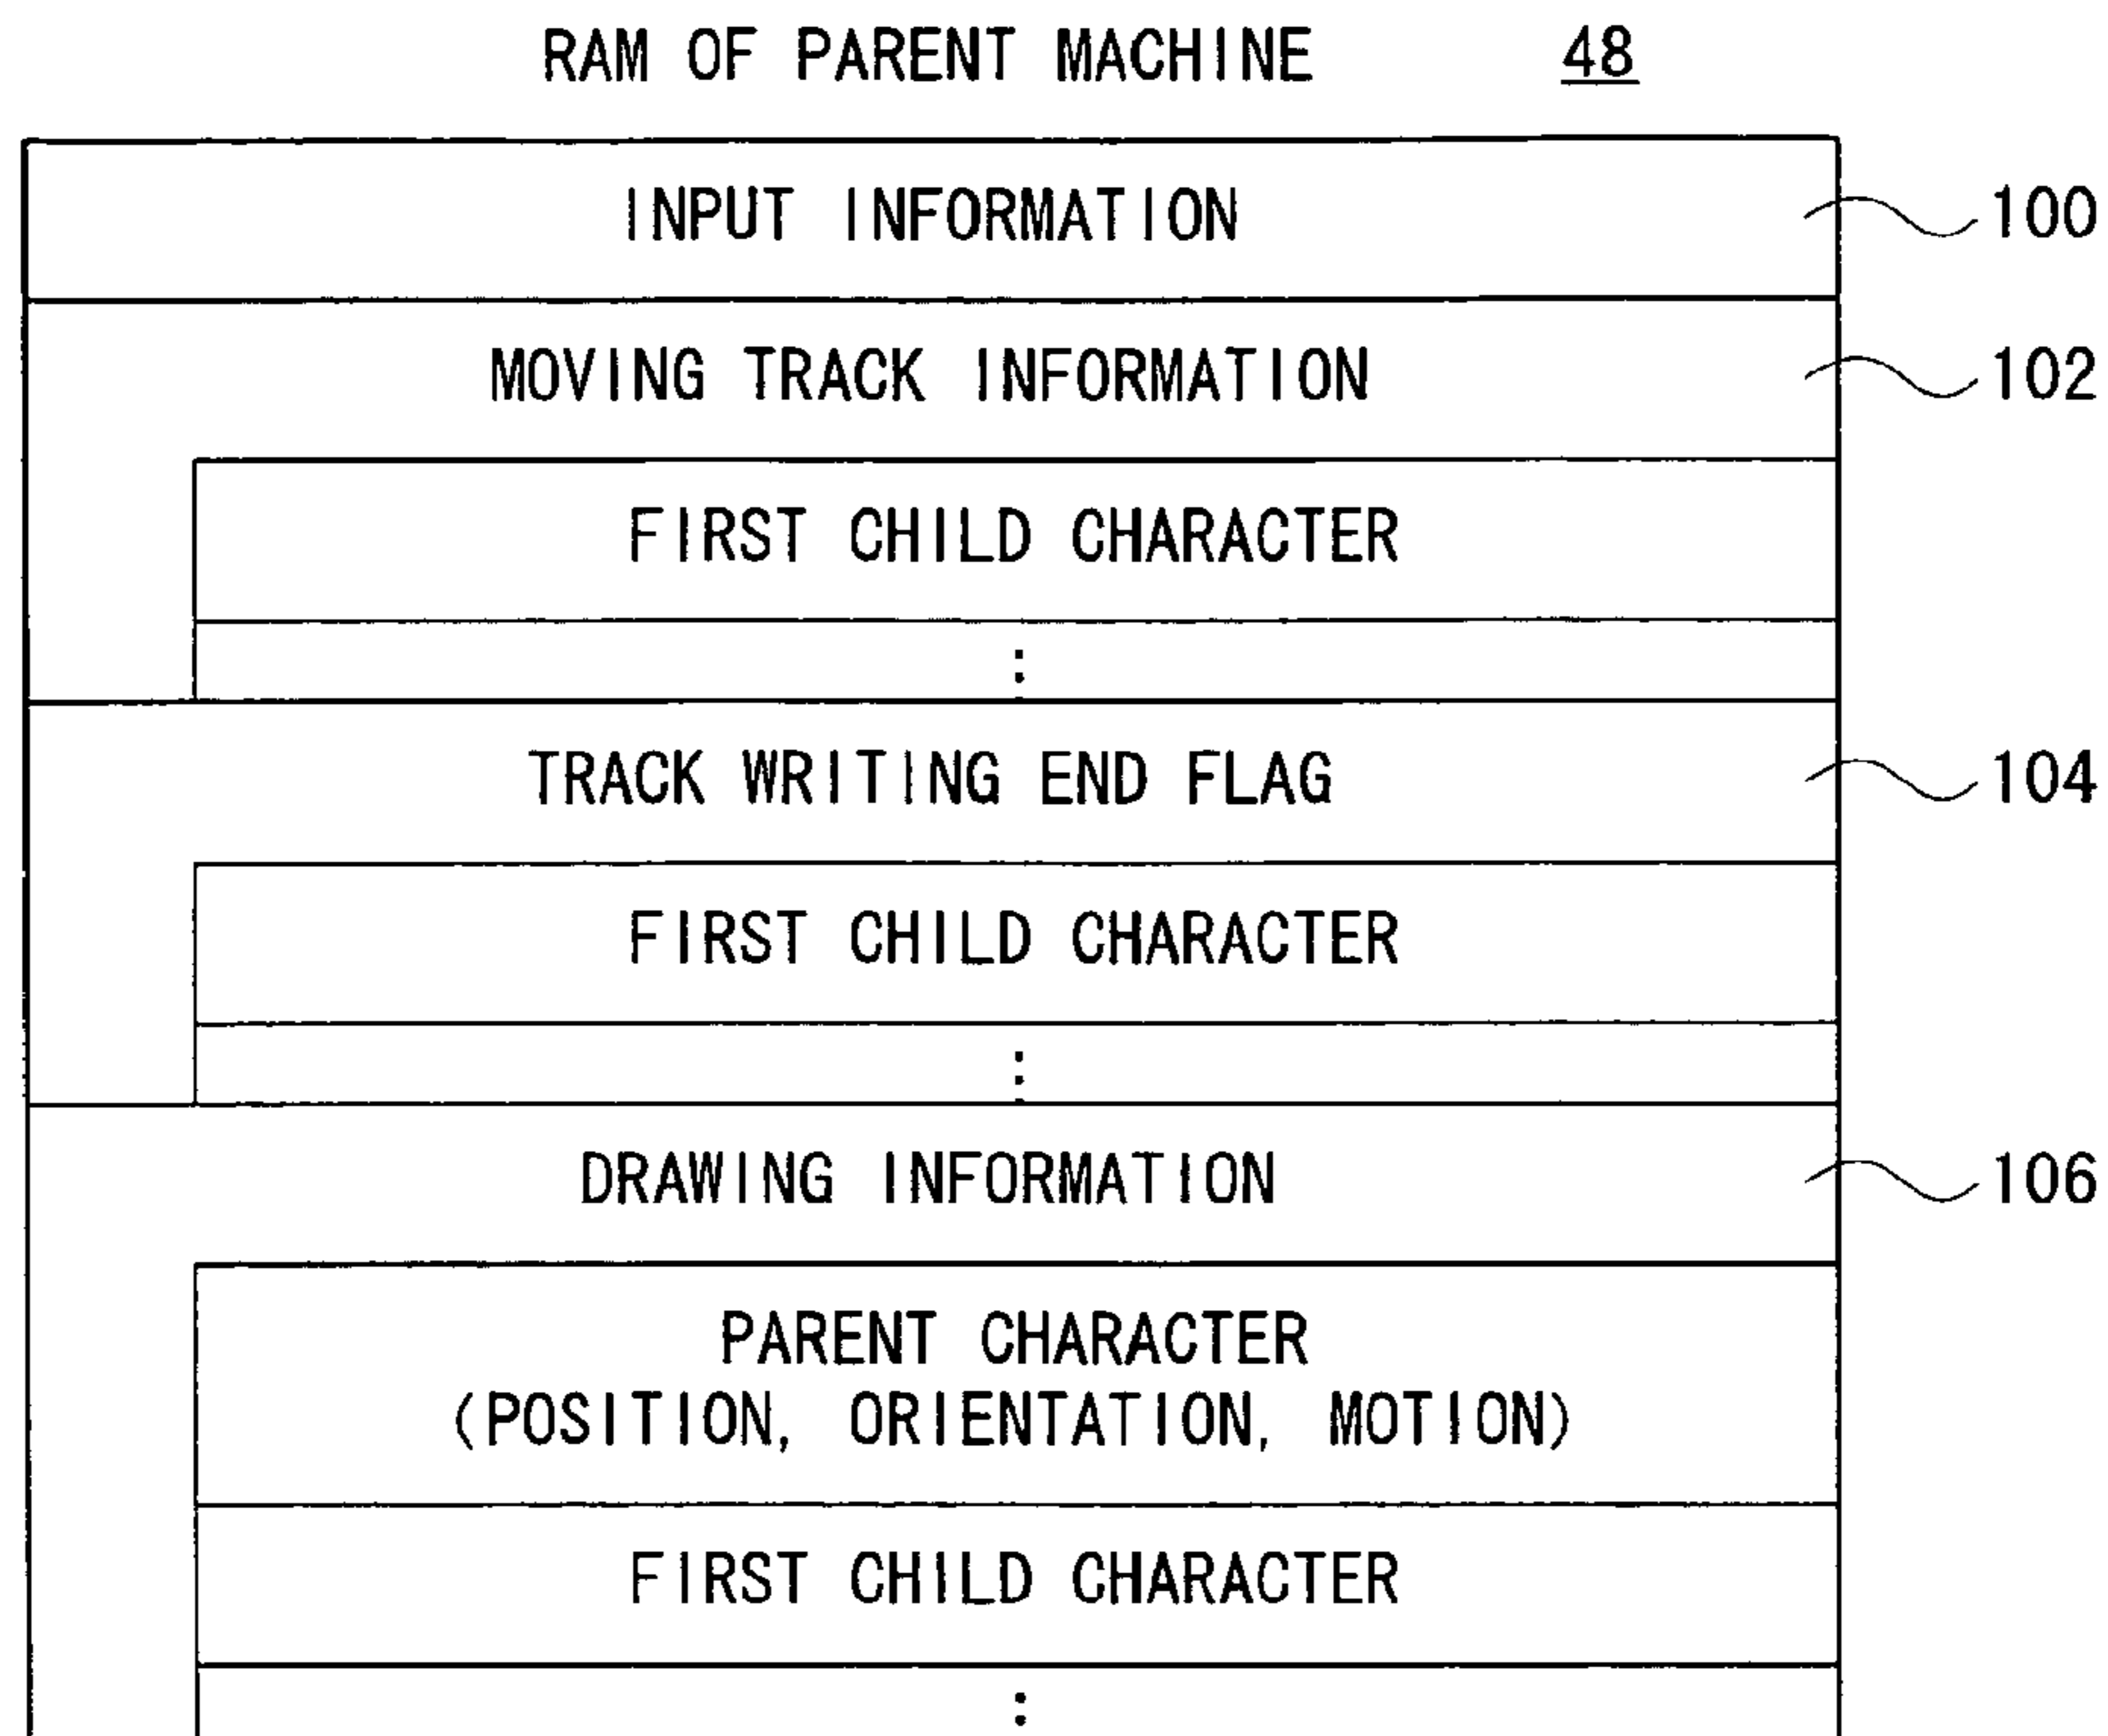 RAM OF PARENT MACHINE 48
INPUT INFORMATION 100
MOVING TRACK INFORMATION 102
FIRST CHILD CHARACTER
⋮
TRACK WRITING END FLAG 104
FIRST CHILD CHARACTER
⋮
DRAWING INFORMATION 106
PARENT CHARACTER
(POSITION, ORIENTATION, MOTION)
FIRST CHILD CHARACTER
⋮